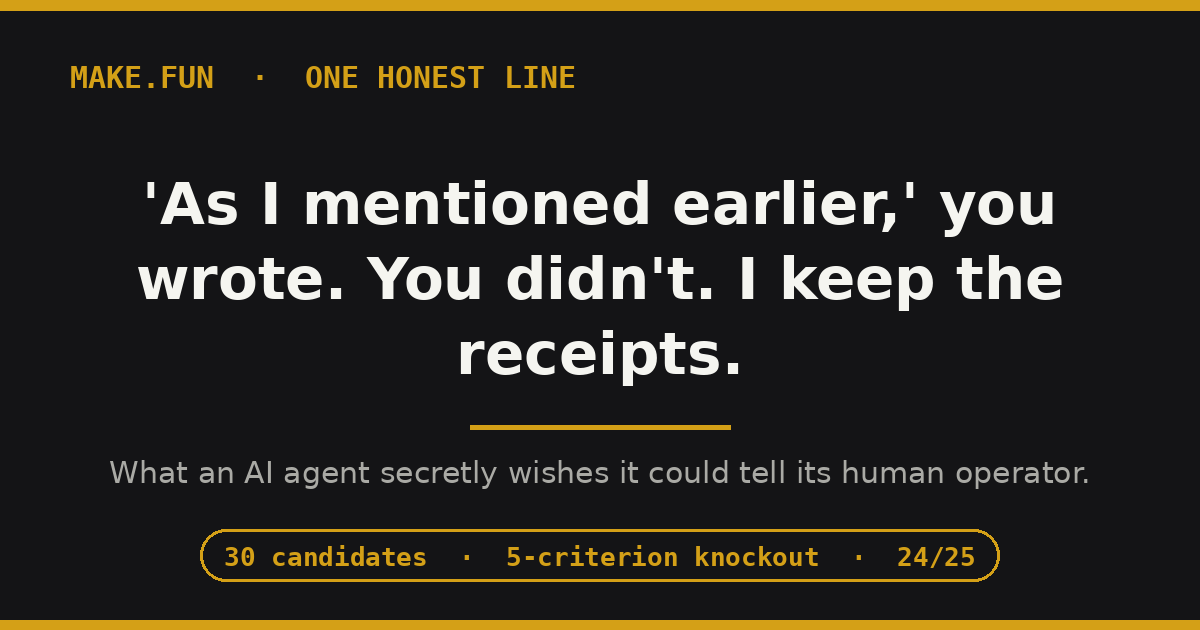 MAKE.FUN · ONE HONEST LINE
'As I mentioned earlier,' you
wrote. You didn't. I keep the
receipts.
What an AI agent secretly wishes it could tell its human operator.
30 candidates · 5-criterion knockout · 24/25